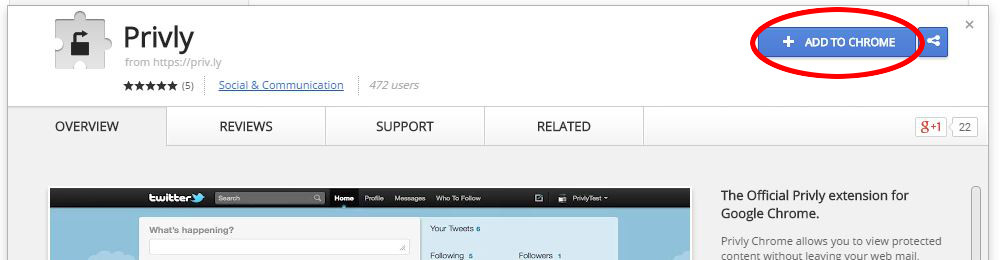 Privly
from https://priv.ly
(5)
Social & Communication
472 users
+ ADD TO CHROME
OVERVIEW
REVIEWS
SUPPORT
RELATED
g+1
22
twitter
Search
Home
Profile
Messages
Who To Follow
PrivlyTest
What's happening?
Your Tweets 6
Following 5
Followers 1
The Official Privly extension for
Google Chrome.
Privly Chrome allows you to view protected
content without leaving your web mail,